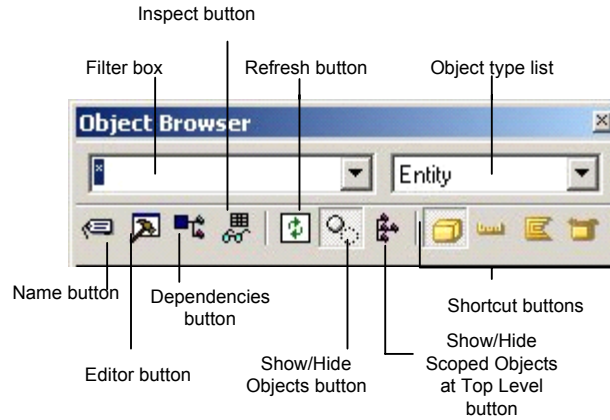 Inspect button
Filter box
Refresh button
Object type list
Object Browser
*
Entity
Name button
Dependencies
button
Shortcut buttons
Editor button
Show/Hide
Objects button
Show/Hide
Scoped Objects
at Top Level
button